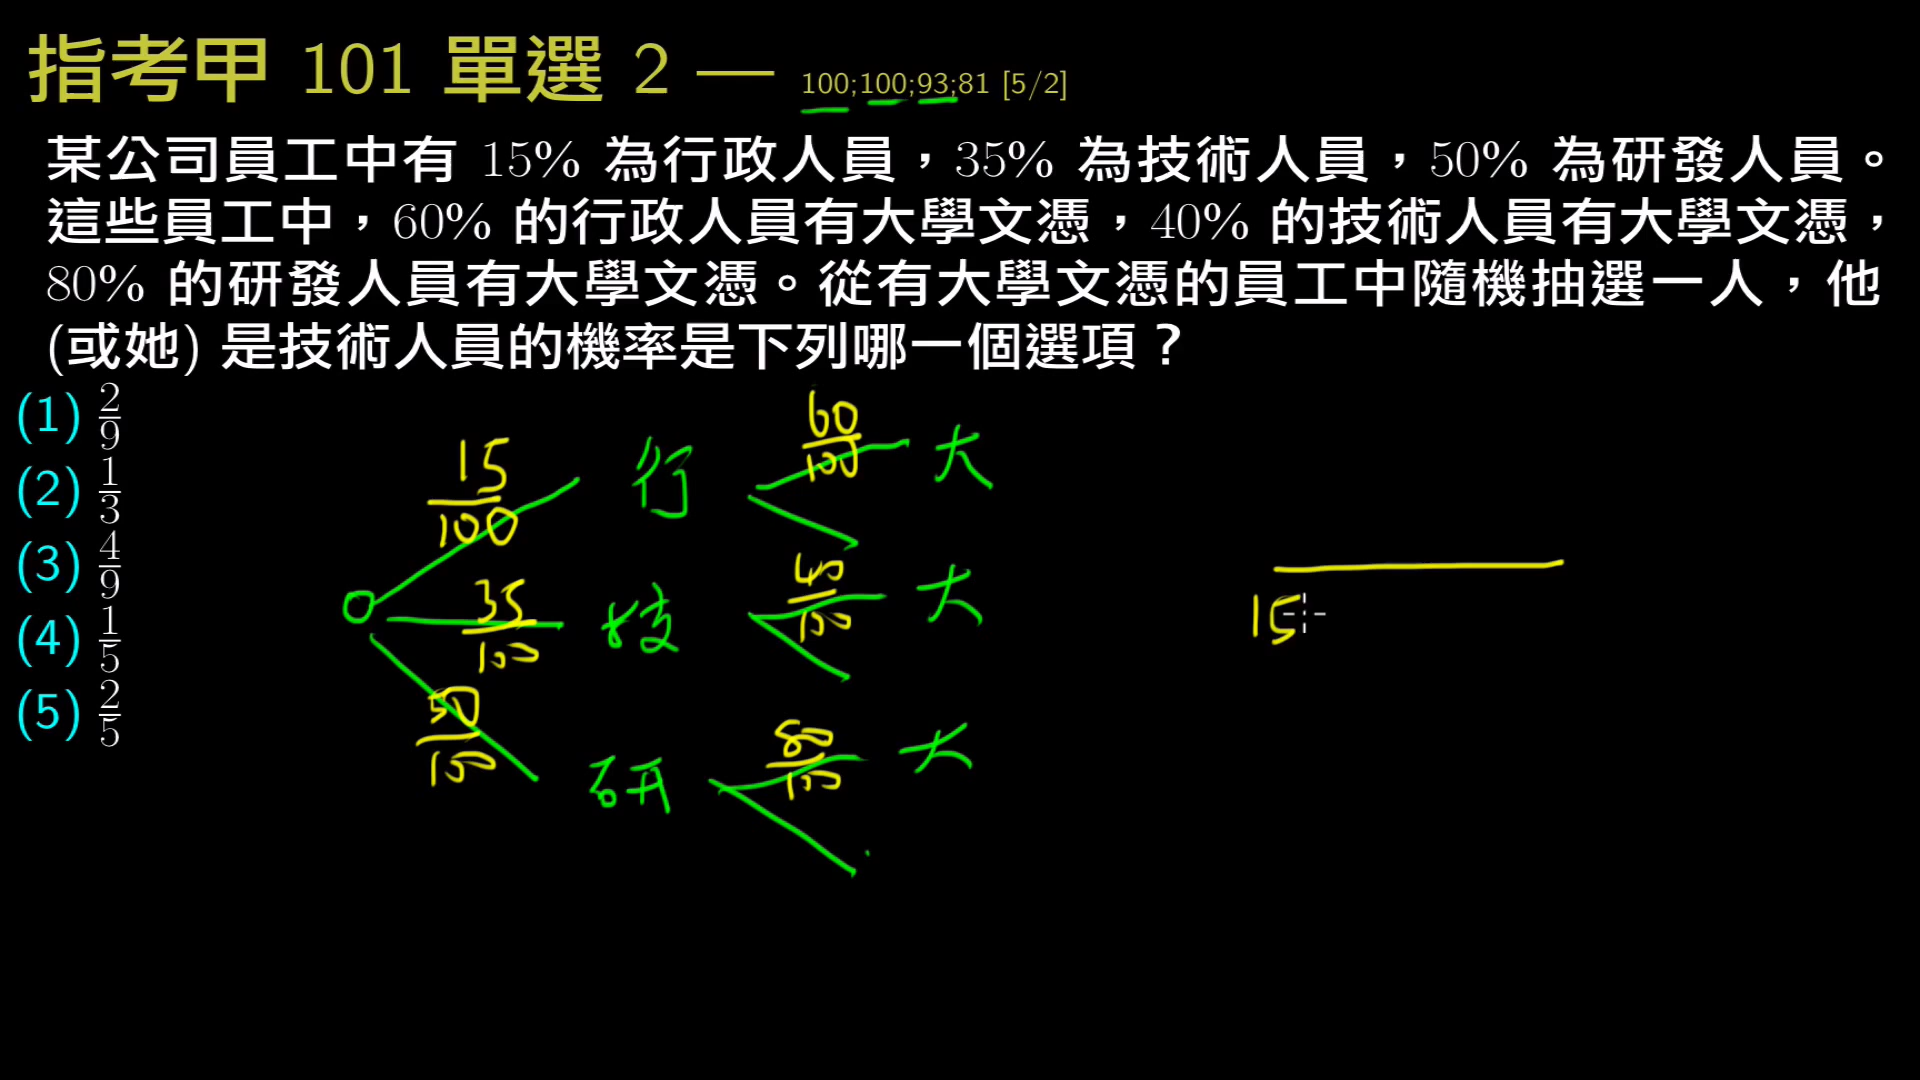 指考甲 101 單選 2 — 100;100;93;81 [5/2]
某公司員工中有 15% 為行政人員，35% 為技術人員，50% 為研發人員。
這些員工中，60% 的行政人員有大學文憑，40% 的技術人員有大學文憑，
80% 的研發人員有大學文憑。從有大學文憑的員工中隨機抽選一人，他
(或她) 是技術人員的機率是下列哪一個選項？
(1) 2/9
(2) 1/3
(3) 4/9
(4) 1/5
(5) 2/5
15/100 行 60/100 大
35/100 技 40/100 大
50/100 研 80/100 大
15